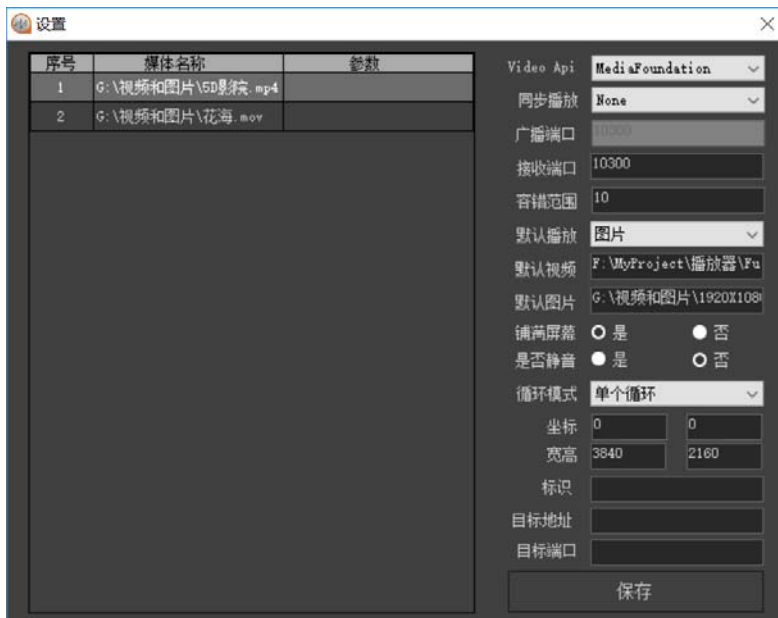 设置
序号 媒体名称 参数
1 G:\视频和图片\5D影院.mp4
2 G:\视频和图片\花海.mov
Video Api MediaFoundation
同步播放 None
广播端口 10300
接收端口 10300
容错范围 10
默认播放 图片
默认视频 F:\MyProject\播放器\Fu
默认图片 G:\视频和图片\1920X108
铺满屏幕 是 否
是否静音 是 否
循环模式 单个循环
坐标 0 0
宽高 3840 2160
标识
目标地址
目标端口
保存